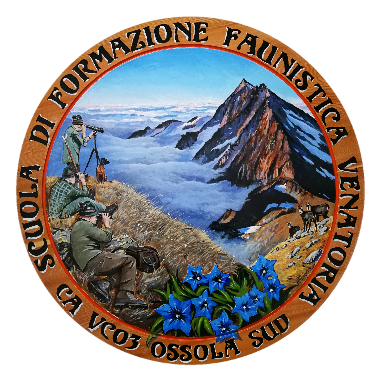 SCUOLA DI FORMAZIONE FAUNISTICA VENATORIA
CA VCO3 OSSOLA SUD